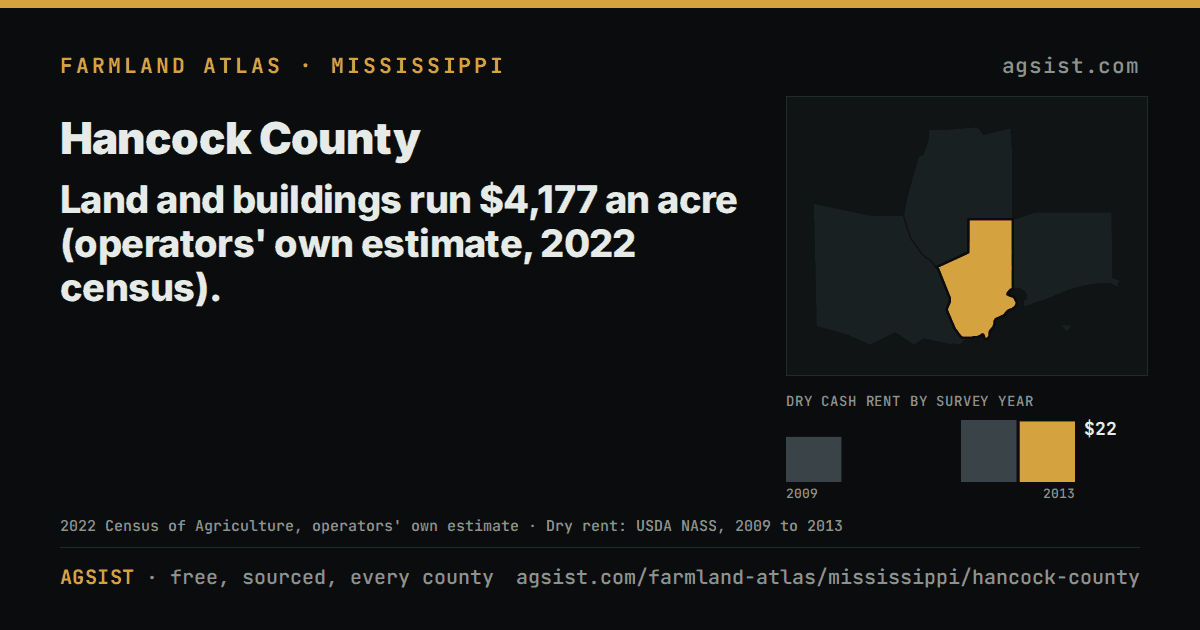 FARMLAND ATLAS · MISSISSIPPI
agsist.com
Hancock County
Land and buildings run $4,177 an acre
(operators' own estimate, 2022
census).
DRY CASH RENT BY SURVEY YEAR
$22
2009
2013
2022 Census of Agriculture, operators' own estimate · Dry rent: USDA NASS, 2009 to 2013
AGSIST · free, sourced, every county
agsist.com/farmland-atlas/mississippi/hancock-county